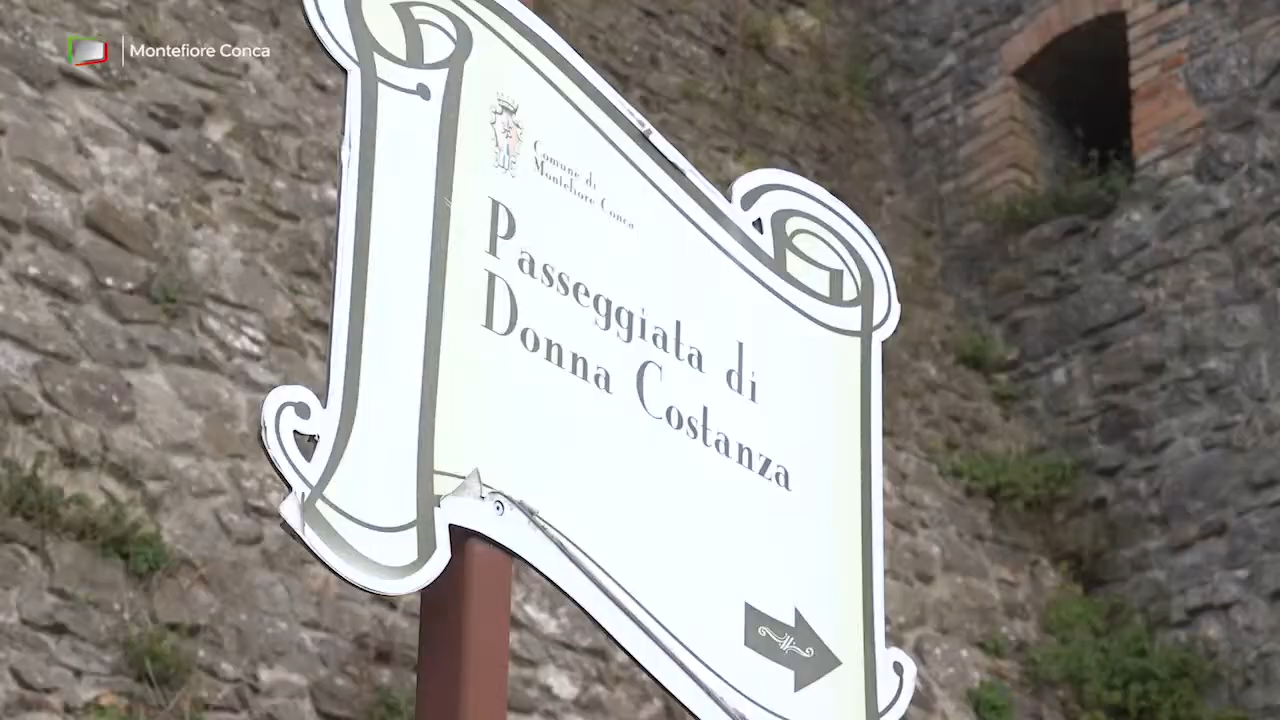 Montefiore Conca
Comune di
Montefiore Conca
Passeggiata di
Donna Costanza